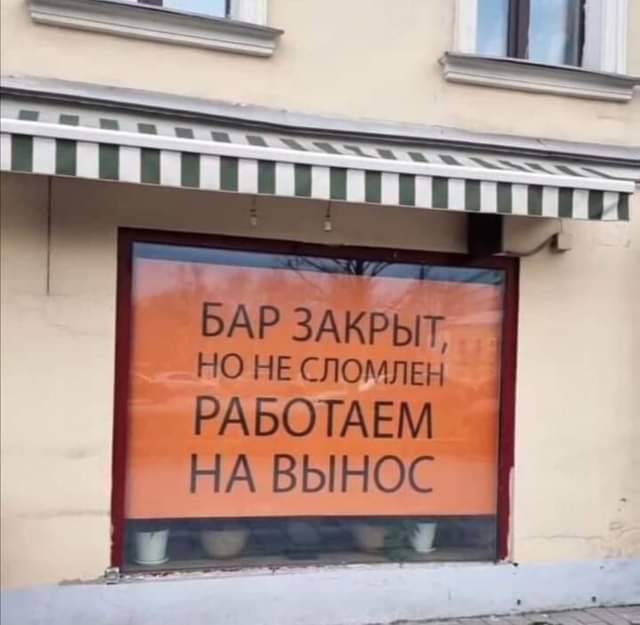 БАР ЗАКРЫТ,
НО НЕ СЛОМЛЕН
РАБОТАЕМ
НА ВЫНОС